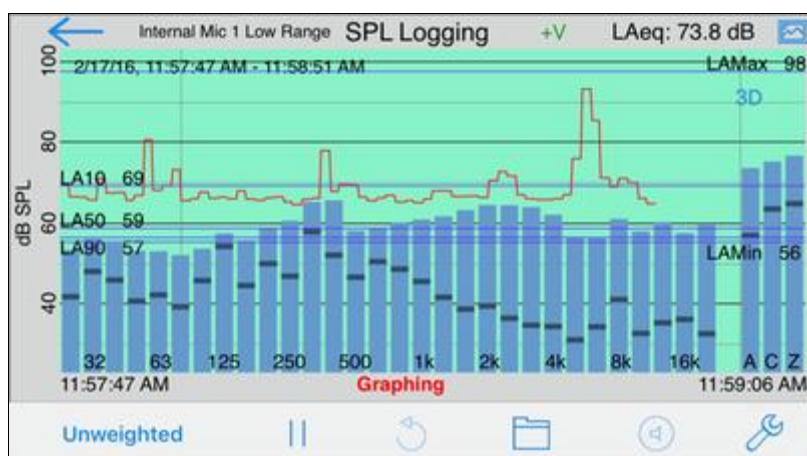 Internal Mic 1 Low Range SPL Logging +V LAeq: 73.8 dB
2/17/16, 11:57:47 AM - 11:58:51 AM
LAMax 98
3D
100
80
60
40
dB SPL
LA10 69
LA50 59
LA90 57
LAMin 56
32 63 125 250 500 1k 2k 4k 8k 16k A C Z
11:57:47 AM Graphing 11:59:06 AM
Unweighted